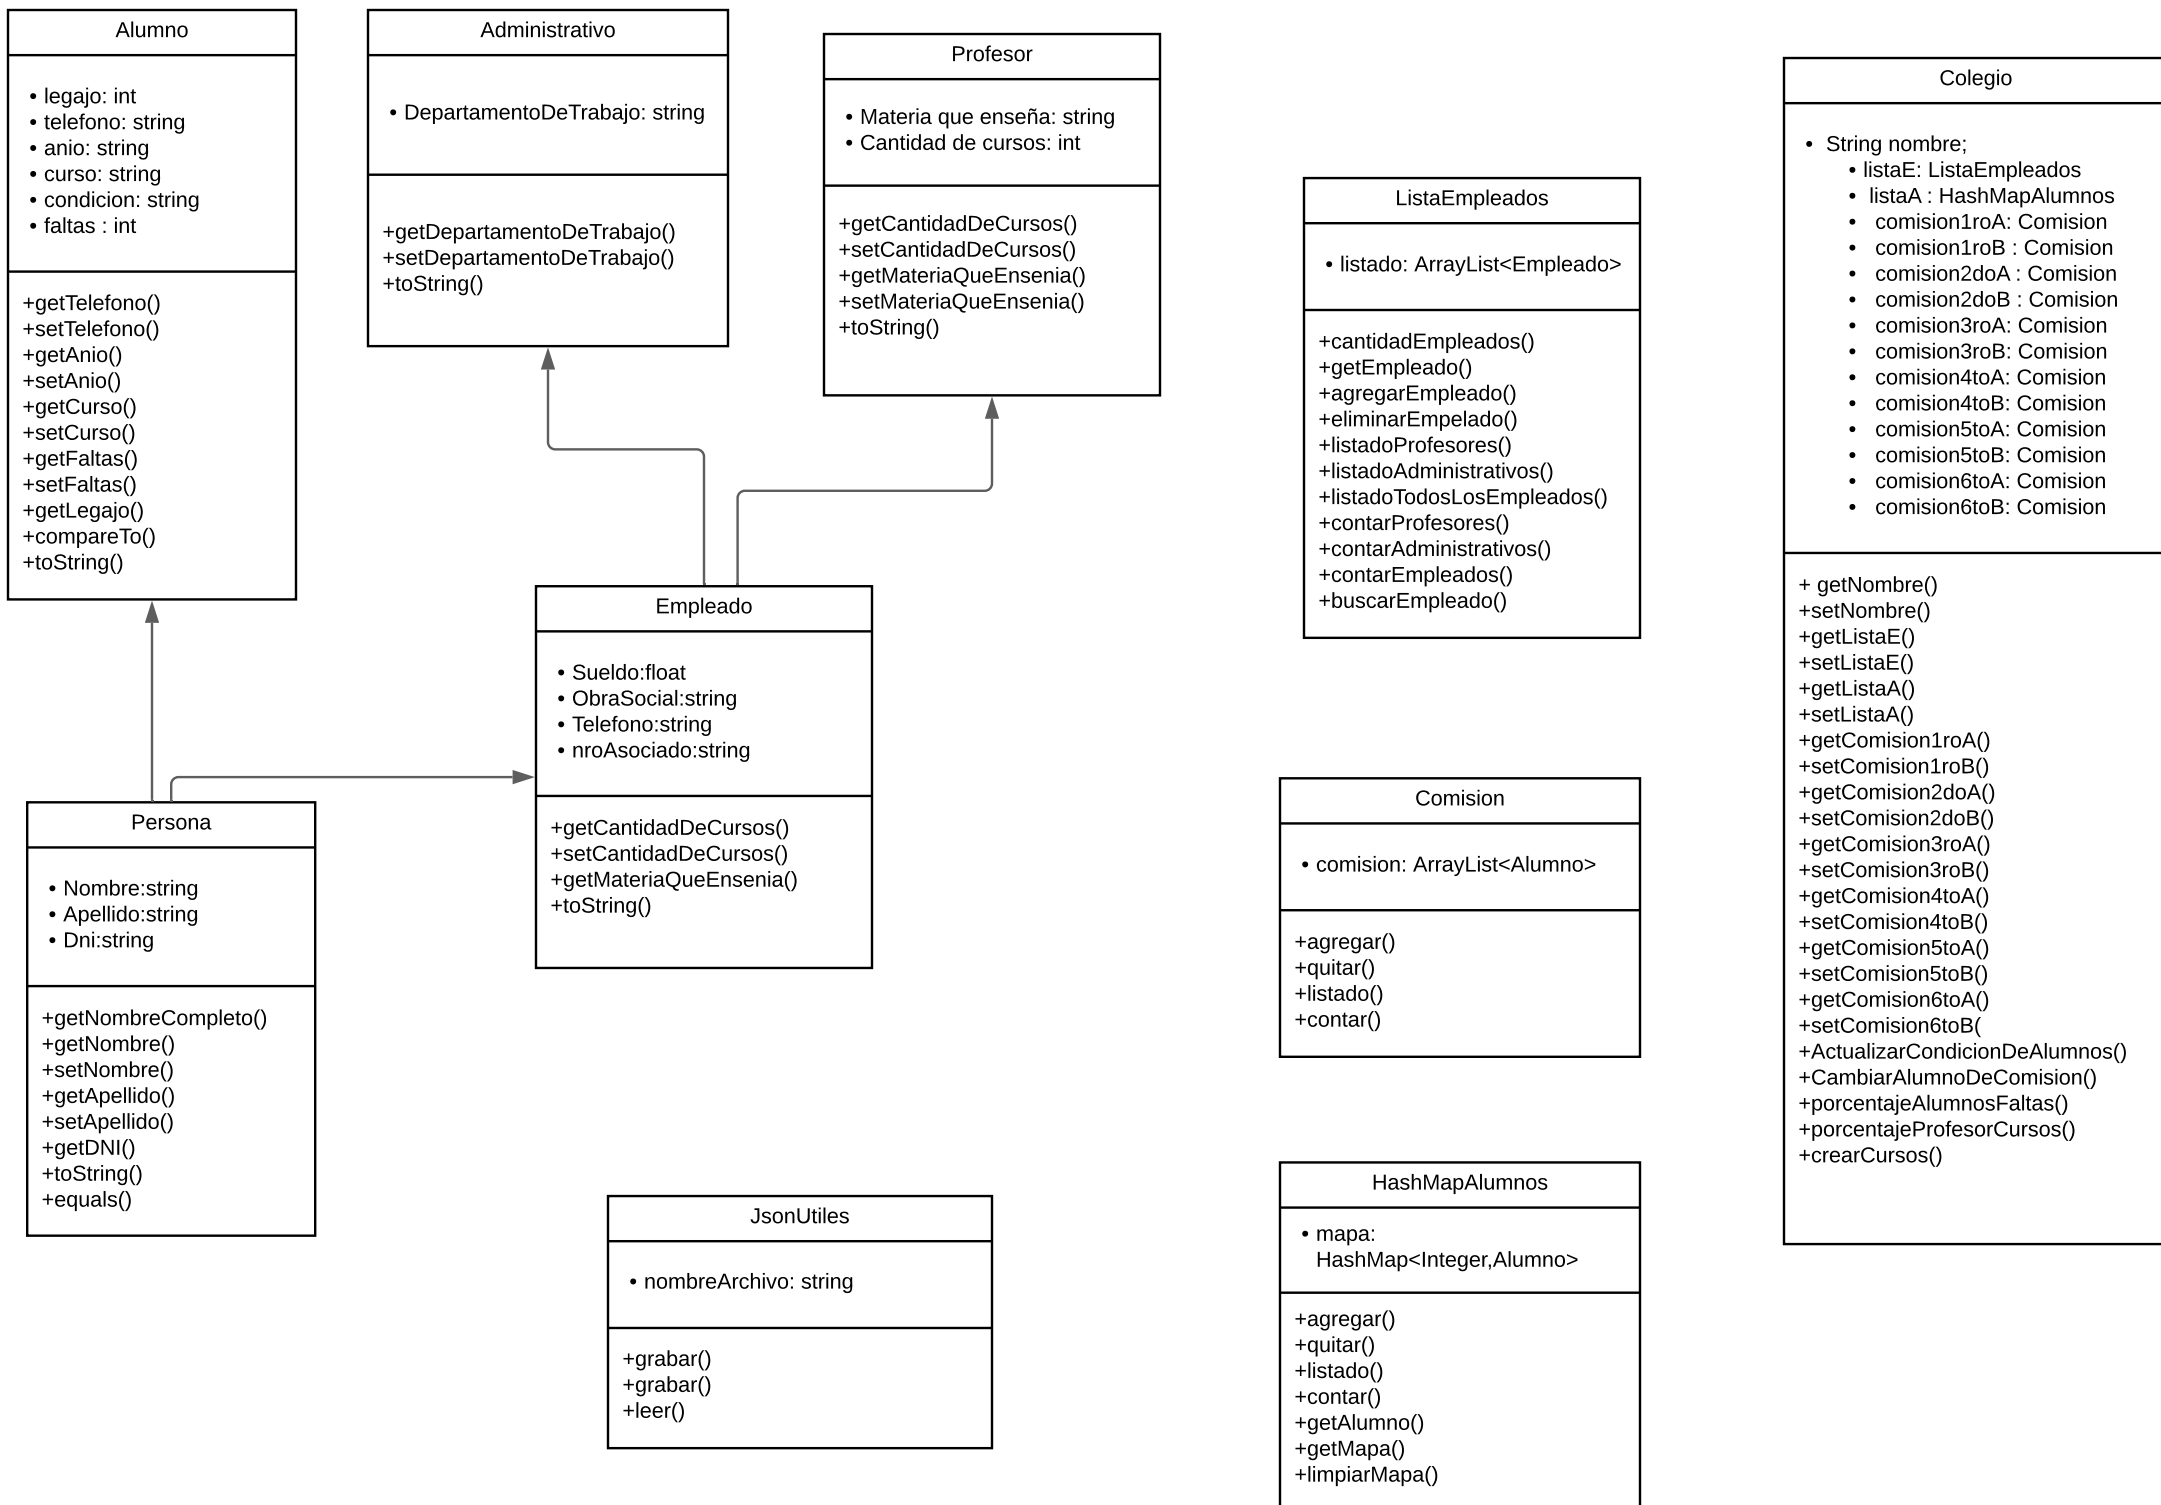 Alumno
• legajo: int
• telefono: string
• anio: string
• curso: string
• condicion: string
• faltas : int
+getTelefono()
+setTelefono()
+getAnio()
+setAnio()
+getCurso()
+setCurso()
+getFaltas()
+setFaltas()
+getLegajo()
+compareTo()
+toString()
Administrativo
• DepartamentoDeTrabajo: string
+getDepartamentoDeTrabajo()
+setDepartamentoDeTrabajo()
+toString()
Profesor
• Materia que enseña: string
• Cantidad de cursos: int
+getCantidadDeCursos()
+setCantidadDeCursos()
+getMateriaQueEnsenia()
+setMateriaQueEnsenia()
+toString()
Empleado
• Sueldo:float
• ObraSocial:string
• Telefono:string
• nroAsociado:string
+getCantidadDeCursos()
+setCantidadDeCursos()
+getMateriaQueEnsenia()
+toString()
Persona
• Nombre:string
• Apellido:string
• Dni:string
+getNombreCompleto()
+getNombre()
+setNombre()
+getApellido()
+setApellido()
+getDNI()
+toString()
+equals()
JsonUtiles
• nombreArchivo: string
+grabar()
+grabar()
+leer()
ListaEmpleados
• listado: ArrayList<Empleado>
+cantidadEmpleados()
+getEmpleado()
+agregarEmpleado()
+eliminarEmpelado()
+listadoProfesores()
+listadoAdministrativos()
+listadoTodosLosEmpleados()
+contarProfesores()
+contarAdministrativos()
+contarEmpleados()
+buscarEmpleado()
Comision
• comision: ArrayList<Alumno>
+agregar()
+quitar()
+listado()
+contar()
HashMapAlumnos
• mapa:
HashMap<Integer,Alumno>
+agregar()
+quitar()
+listado()
+contar()
+getAlumno()
+getMapa()
+limpiarMapa()
Colegio
• String nombre;
• listaE: ListaEmpleados
• listaA : HashMapAlumnos
• comision1roA: Comision
• comision1roB : Comision
• comision2doA : Comision
• comision2doB : Comision
• comision3roA: Comision
• comision3roB: Comision
• comision4toA: Comision
• comision4toB: Comision
• comision5toA: Comision
• comision5toB: Comision
• comision6toA: Comision
• comision6toB: Comision
+ getNombre()
+setNombre()
+getListaE()
+setListaE()
+getListaA()
+setListaA()
+getComision1roA()
+setComision1roB()
+getComision2doA()
+setComision2doB()
+getComision3roA()
+setComision3roB()
+getComision4toA()
+setComision4toB()
+getComision5toA()
+setComision5toB()
+getComision6toA()
+setComision6toB(
+ActualizarCondicionDeAlumnos()
+CambiarAlumnoDeComision()
+porcentajeAlumnosFaltas()
+porcentajeProfesorCursos()
+crearCursos()